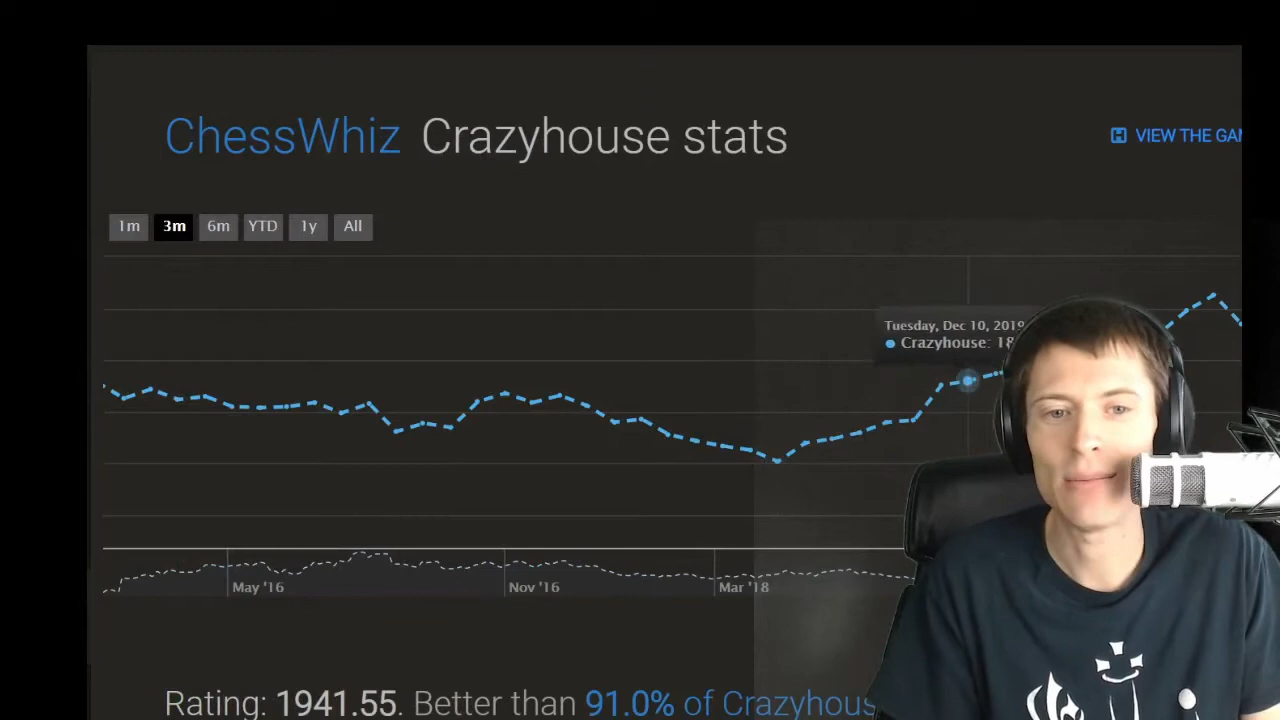 ChessWhiz Crazyhouse stats
VIEW THE GAM
1m 3m 6m YTD 1y All
Tuesday, Dec 10, 2019
Crazyhouse: 18
May '16 Nov '16 Mar '18
Rating: 1941.55. Better than 91.0% of Crazyhous